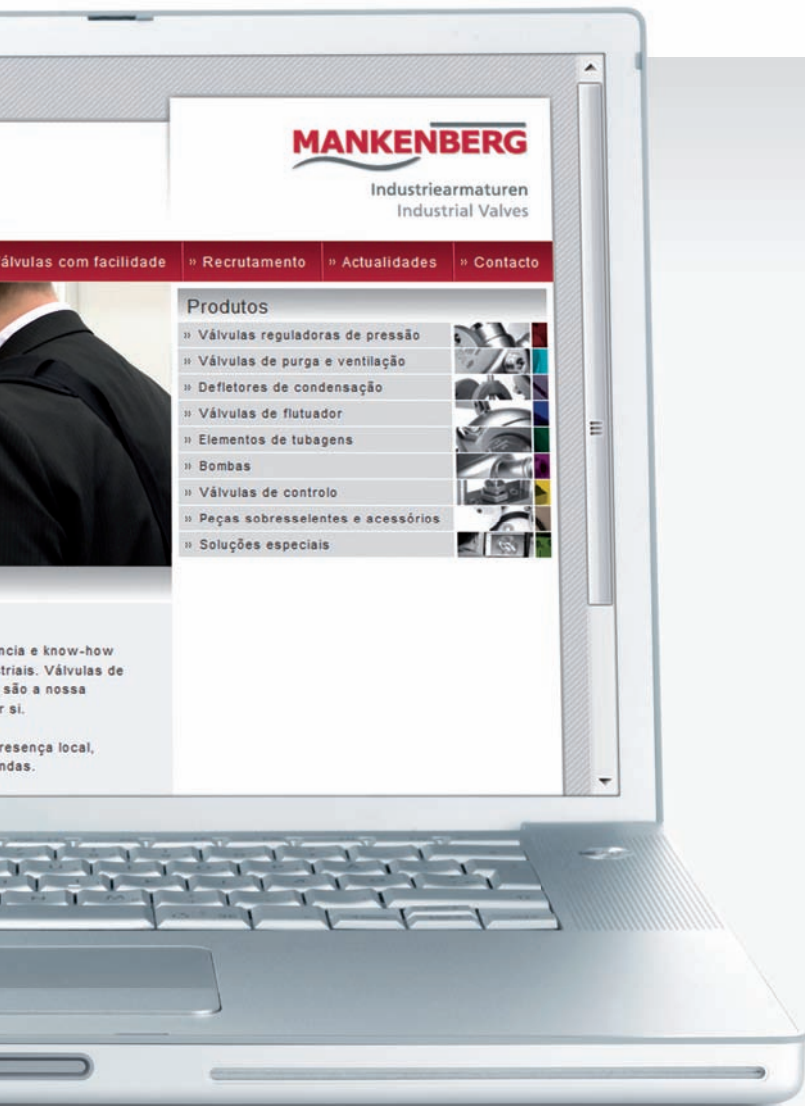 MANKENBERG
Industriearmaturen
Industrial Valves
álvulas com facilidade » Recrutamento » Actualidades » Contacto
Produtos
» Válvulas reguladoras de pressão
» Válvulas de purga e ventilação
» Defletores de condensação
» Válvulas de flutuador
» Elementos de tubagens
» Bombas
» Válvulas de controlo
» Peças sobresselentes e acessórios
» Soluções especiais
ncia e know-how
triais. Válvulas de
são a nossa
r si.
resença local,
ndas.